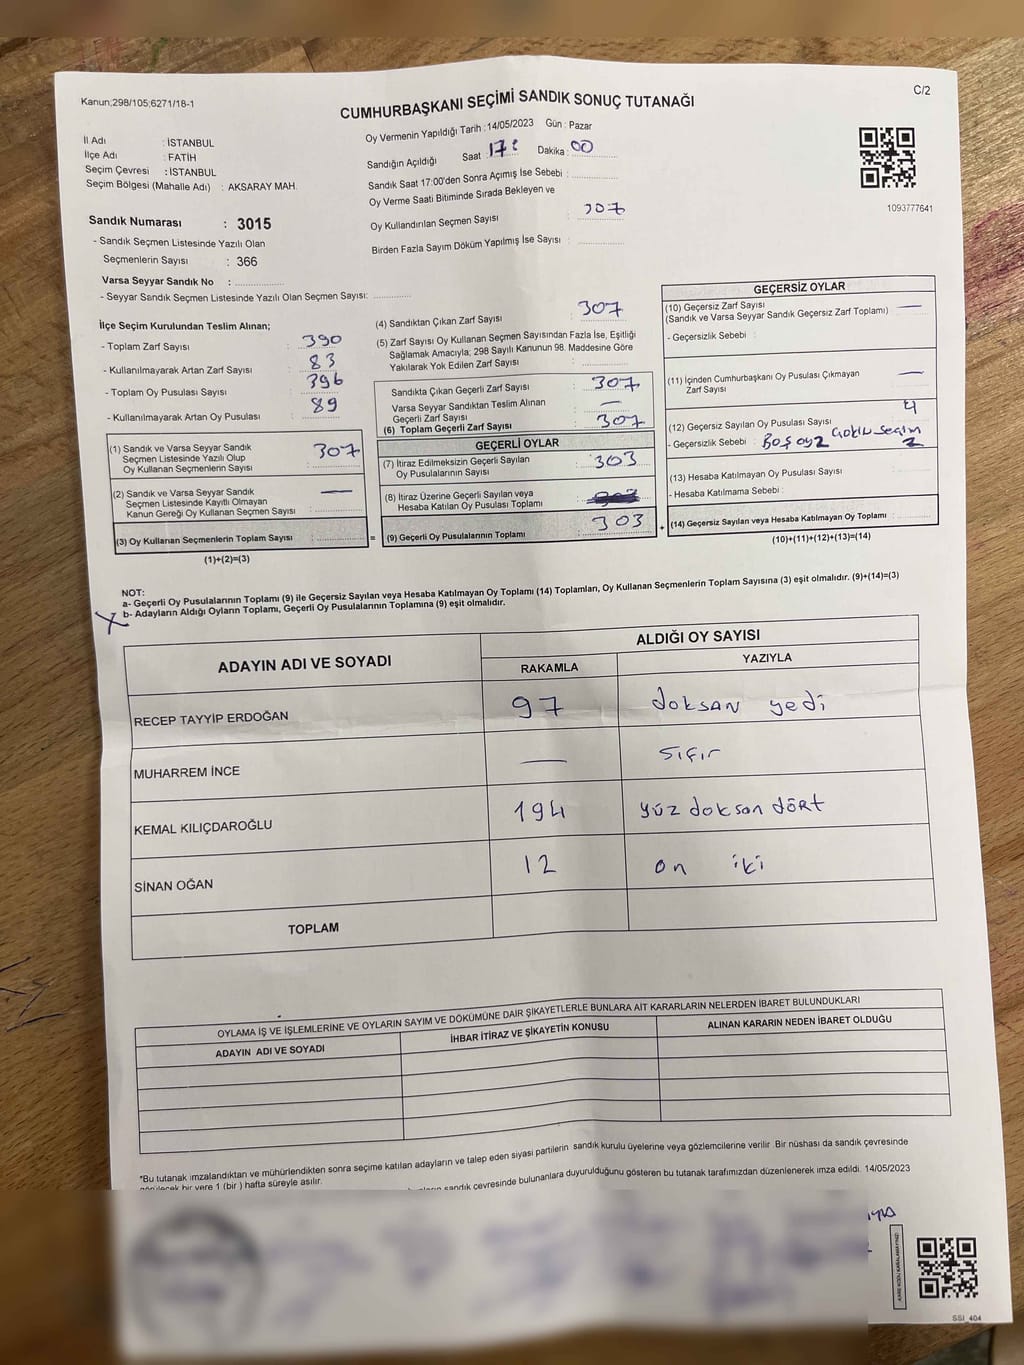 Kanun;298/105;6271/18-1
C/2
CUMHURBAŞKANI SEÇİMİ SANDIK SONUÇ TUTANAĞI
İl Adı : İSTANBUL
İlçe Adı : FATİH
Seçim Çevresi : İSTANBUL
Seçim Bölgesi (Mahalle Adı) : AKSARAY MAH.
Sandık Numarası : 3015
- Sandık Seçmen Listesinde Yazılı Olan
Seçmenlerin Sayısı : 366
Varsa Seyyar Sandık No :
- Seyyar Sandık Seçmen Listesinde Yazılı Olan Seçmen Sayısı:
Oy Vermenin Yapıldığı Tarih : 14/05/2023 Gün : Pazar
Sandığın Açıldığı Saat : 17: Dakika : 00
Sandık Saat 17:00'den Sonra Açımış İse Sebebi :
Oy Verme Saati Bitiminde Sırada Bekleyen ve
Oy Kullandırılan Seçmen Sayısı : 307
Birden Fazla Sayım Döküm Yapılmış İse Sayısı :
1093777641
İlçe Seçim Kurulundan Teslim Alınan;
- Toplam Zarf Sayısı : 390
- Kullanılmayarak Artan Zarf Sayısı : 83
- Toplam Oy Pusulası Sayısı : 396
- Kullanılmayarak Artan Oy Pusulası : 89
(1) Sandık ve Varsa Seyyar Sandık
Seçmen Listesinde Yazılı Olup
Oy Kullanan Seçmenlerin Sayısı : 307
(2) Sandık ve Varsa Seyyar Sandık
Seçmen Listesinde Kayıtlı Olmayan
Kanun Gereği Oy Kullanan Seçmen Sayısı : —
(3) Oy Kullanan Seçmenlerin Toplam Sayısı :
(1)+(2)=(3)
(4) Sandıktan Çıkan Zarf Sayısı : 307
(5) Zarf Sayısı Oy Kullanan Seçmen Sayısından Fazla İse, Eşitliği
Sağlamak Amacıyla; 298 Sayılı Kanunun 98. Maddesine Göre
Yakılarak Yok Edilen Zarf Sayısı :
Sandıkta Çıkan Geçerli Zarf Sayısı : 307
Varsa Seyyar Sandıktan Teslim Alınan
Geçerli Zarf Sayısı : —
(6) Toplam Geçerli Zarf Sayısı : 307
GEÇERLİ OYLAR
(7) İtiraz Edilmeksizin Geçerli Sayılan
Oy Pusulalarının Sayısı : 303
(8) İtiraz Üzerine Geçerli Sayılan veya
Hesaba Katılan Oy Pusulası Toplamı :
= (9) Geçerli Oy Pusulalarının Toplamı : 303
GEÇERSİZ OYLAR
(10) Geçersiz Zarf Sayısı : —
(Sandık ve Varsa Seyyar Sandık Geçersiz Zarf Toplamı)
- Geçersizlik Sebebi :
(11) İçinden Cumhurbaşkanı Oy Pusulası Çıkmayan
Zarf Sayısı : —
(12) Geçersiz Sayılan Oy Pusulası Sayısı : 4
- Geçersizlik Sebebi : Boş oy 2 Çoklu Seçim 2
(13) Hesaba Katılmayan Oy Pusulası Sayısı :
- Hesaba Katılmama Sebebi :
+ (14) Geçersiz Sayılan veya Hesaba Katılmayan Oy Toplamı :
(10)+(11)+(12)+(13)=(14)
NOT:
a- Geçerli Oy Pusulalarının Toplamı (9) ile Geçersiz Sayılan veya Hesaba Katılmayan Oy Toplamı (14) Toplamları, Oy Kullanan Seçmenlerin Toplam Sayısına (3) eşit olmalıdır. (9)+(14)=(3)
b- Adayların Aldığı Oyların Toplamı, Geçerli Oy Pusulalarının Toplamına (9) eşit olmalıdır.
ADAYIN ADI VE SOYADI
ALDIĞI OY SAYISI
RAKAMLA YAZIYLA
RECEP TAYYİP ERDOĞAN 97 doksan yedi
MUHARREM İNCE — sıfır
KEMAL KILIÇDAROĞLU 194 yüz doksan dört
SİNAN OĞAN 12 on iki
TOPLAM
OYLAMA İŞ VE İŞLEMLERİNE VE OYLARIN SAYIM VE DÖKÜMÜNE DAİR ŞİKAYETLERLE BUNLARA AİT KARARLARIN NELERDEN İBARET BULUNDUKLARI
ADAYIN ADI VE SOYADI İHBAR İTİRAZ VE ŞİKAYETİN KONUSU ALINAN KARARIN NEDEN İBARET OLDUĞU
*Bu tutanak imzalandıktan ve mühürlendikten sonra seçime katılan adayların ve talep eden siyasi partilerin sandık kurulu üyelerine veya gözlemcilerine verilir. Bir nüshası da sandık çevresinde
görülecek bir yere 1 (bir) hafta süreyle asılır.
sandık çevresinde bulunanlara duyurulduğunu gösteren bu tutanak tarafımızdan düzenlenerek imza edildi. 14/05/2023
SSI_404